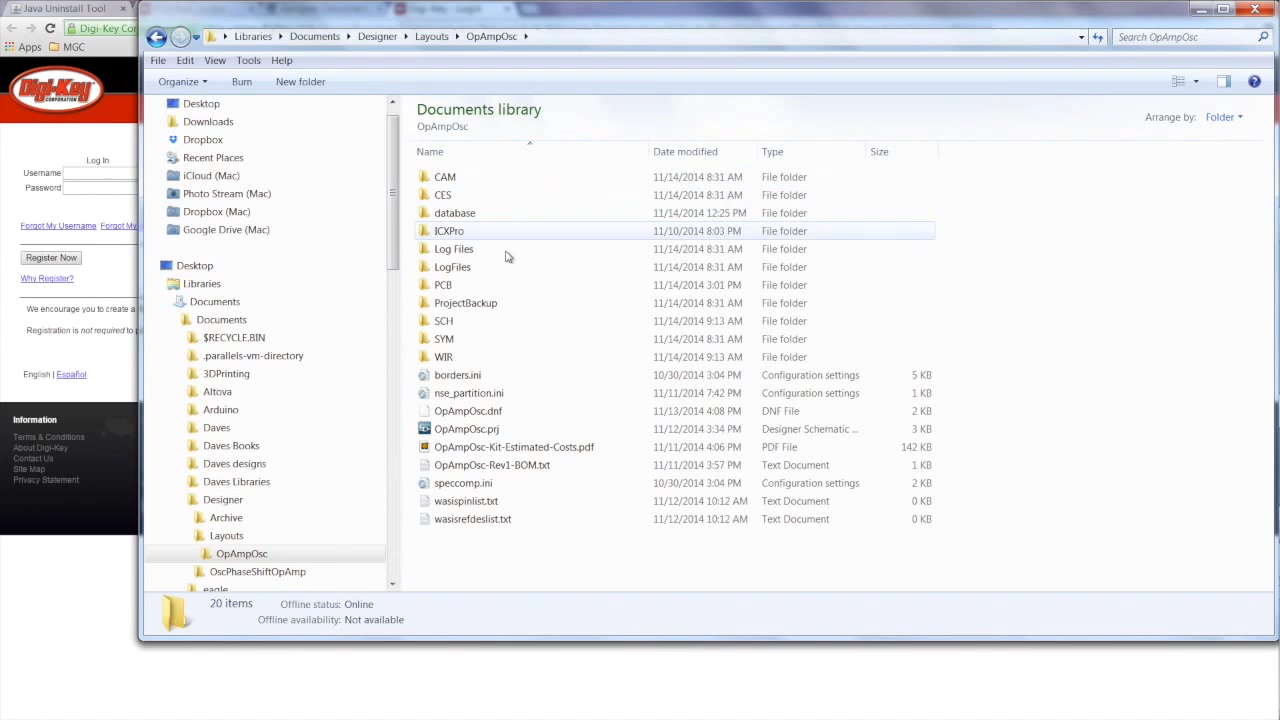 Java Uninstall Tool
Digi-Key Cor
Apps MGC
Digi-Key
CORPORATION
Log In
Username
Password
Forgot My Username Forgot My
Register Now
Why Register?
We encourage you to create a
Registration is not required to p
English | Español
Information
Terms & Conditions
About Digi-Key
Contact Us
Site Map
Privacy Statement
Libraries Documents Designer Layouts OpAmpOsc
Search OpAmpOsc
File Edit View Tools Help
Organize Burn New folder
Desktop
Downloads
Dropbox
Recent Places
iCloud (Mac)
Photo Stream (Mac)
Dropbox (Mac)
Google Drive (Mac)
Desktop
Libraries
Documents
Documents
$RECYCLE.BIN
.parallels-vm-directory
3DPrinting
Altova
Arduino
Daves
Daves Books
Daves designs
Daves Libraries
Designer
Archive
Layouts
OpAmpOsc
OscPhaseShiftOpAmp
eagle
Documents library
OpAmpOsc
Arrange by: Folder
Name Date modified Type Size
CAM 11/14/2014 8:31 AM File folder
CES 11/14/2014 8:31 AM File folder
database 11/14/2014 12:25 PM File folder
ICXPro 11/10/2014 8:03 PM File folder
Log Files 11/14/2014 8:31 AM File folder
LogFiles 11/14/2014 8:31 AM File folder
PCB 11/14/2014 3:01 PM File folder
ProjectBackup 11/14/2014 8:31 AM File folder
SCH 11/14/2014 9:13 AM File folder
SYM 11/14/2014 8:31 AM File folder
WIR 11/14/2014 9:13 AM File folder
borders.ini 10/30/2014 3:04 PM Configuration settings 5 KB
nse_partition.ini 11/11/2014 7:42 PM Configuration settings 1 KB
OpAmpOsc.dnf 11/13/2014 4:08 PM DNF File 2 KB
OpAmpOsc.prj 11/12/2014 3:34 PM Designer Schematic ... 3 KB
OpAmpOsc-Kit-Estimated-Costs.pdf 11/11/2014 4:06 PM PDF File 142 KB
OpAmpOsc-Rev1-BOM.txt 11/11/2014 3:57 PM Text Document 1 KB
speccomp.ini 10/30/2014 3:04 PM Configuration settings 2 KB
wasispinlist.txt 11/12/2014 10:12 AM Text Document 0 KB
wasisrefdeslist.txt 11/12/2014 10:12 AM Text Document 0 KB
20 items Offline status: Online
Offline availability: Not available